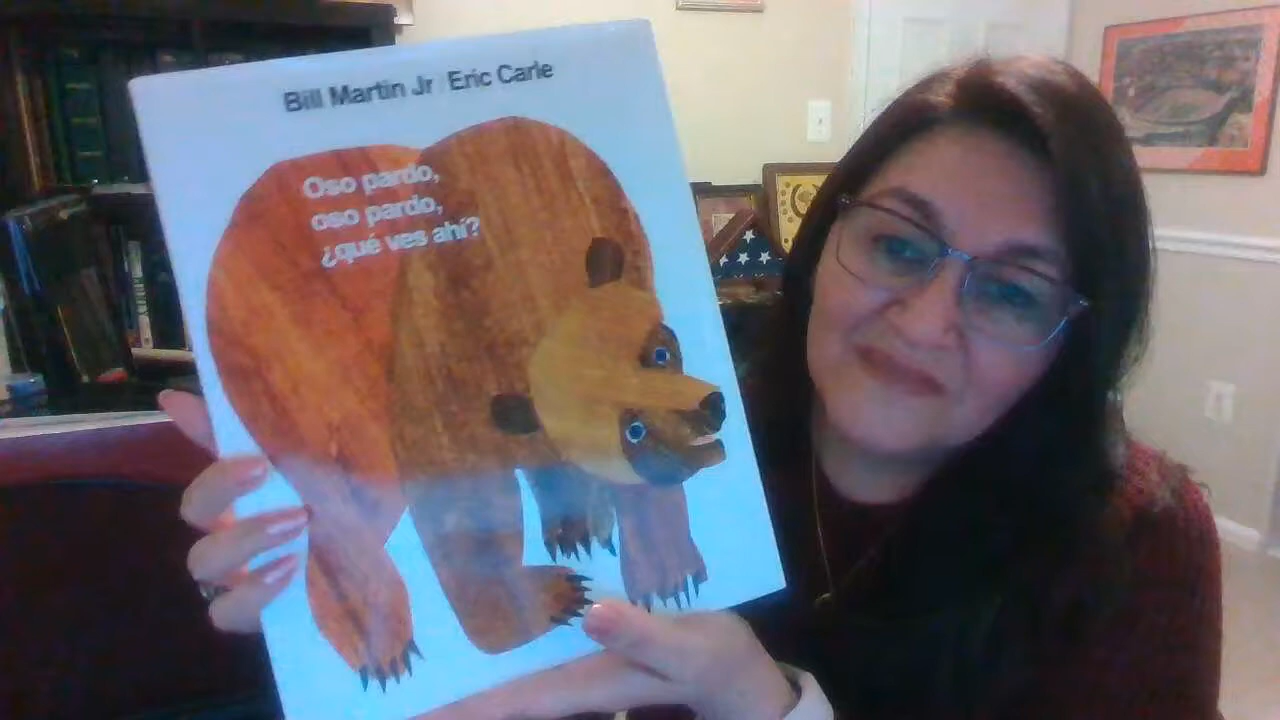 Bill Martin Jr / Eric Carle
Oso pardo,
oso pardo,
¿qué ves ahí?